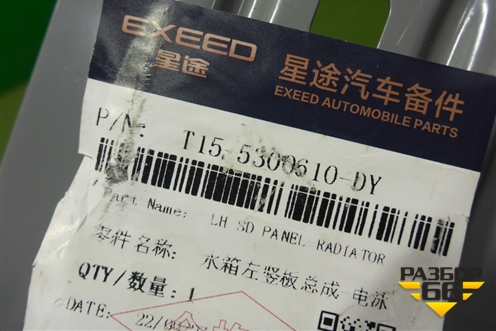 EXEED
星途
星途汽车备件
EXEED AUTOMOBILE PARTS
P/N: T15-5300610-DY
Part Name: LH SD PANEL RADIATOR
零件名称: 水箱左竖板总成 电泳
QTY/数量: 1
DATE:
РАЗБОР
66